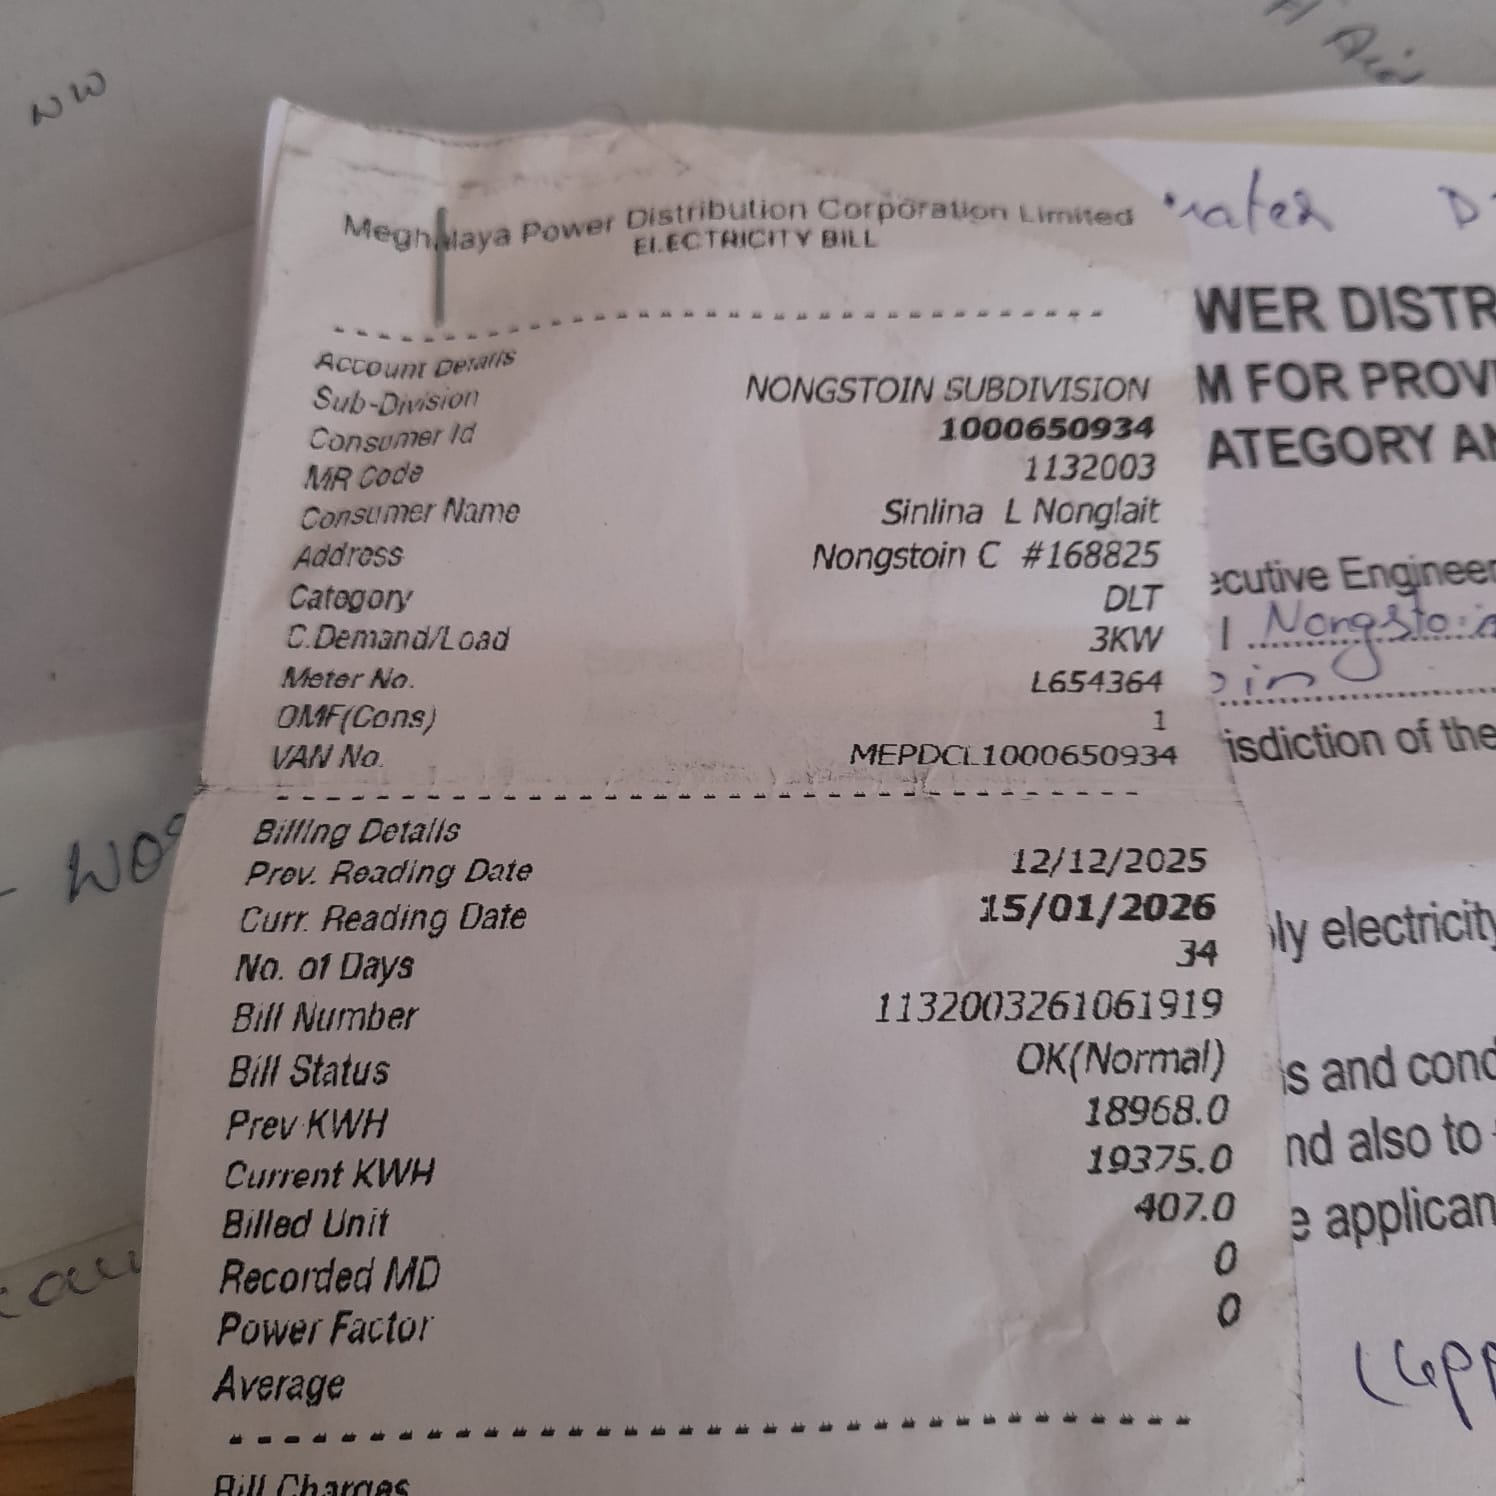 NW
Meghalaya Power Distribution Corporation Limited
ELECTRICITY BILL
Account Details
Sub-Division NONGSTOIN SUBDIVISION
Consumer Id 1000650934
MR Code 1132003
Consumer Name Sinlina L Nonglait
Address Nongstoin C #168825
Category DLT
C.Demand/Load 3KW
Meter No. L654364
OMF(Cons) 1
VAN No. MEPDCL1000650934
Billing Details
Prev. Reading Date 12/12/2025
Curr. Reading Date 15/01/2026
No. of Days 34
Bill Number 1132003261061919
Bill Status OK(Normal)
Prev KWH 18968.0
Current KWH 19375.0
Billed Unit 407.0
Recorded MD 0
Power Factor 0
Average
Bill Charges
WER DISTR
M FOR PROV
ATEGORY AN
ecutive Engineer
Nongstoin
isdiction of the
ly electricity
s and cond
nd also to
e applican